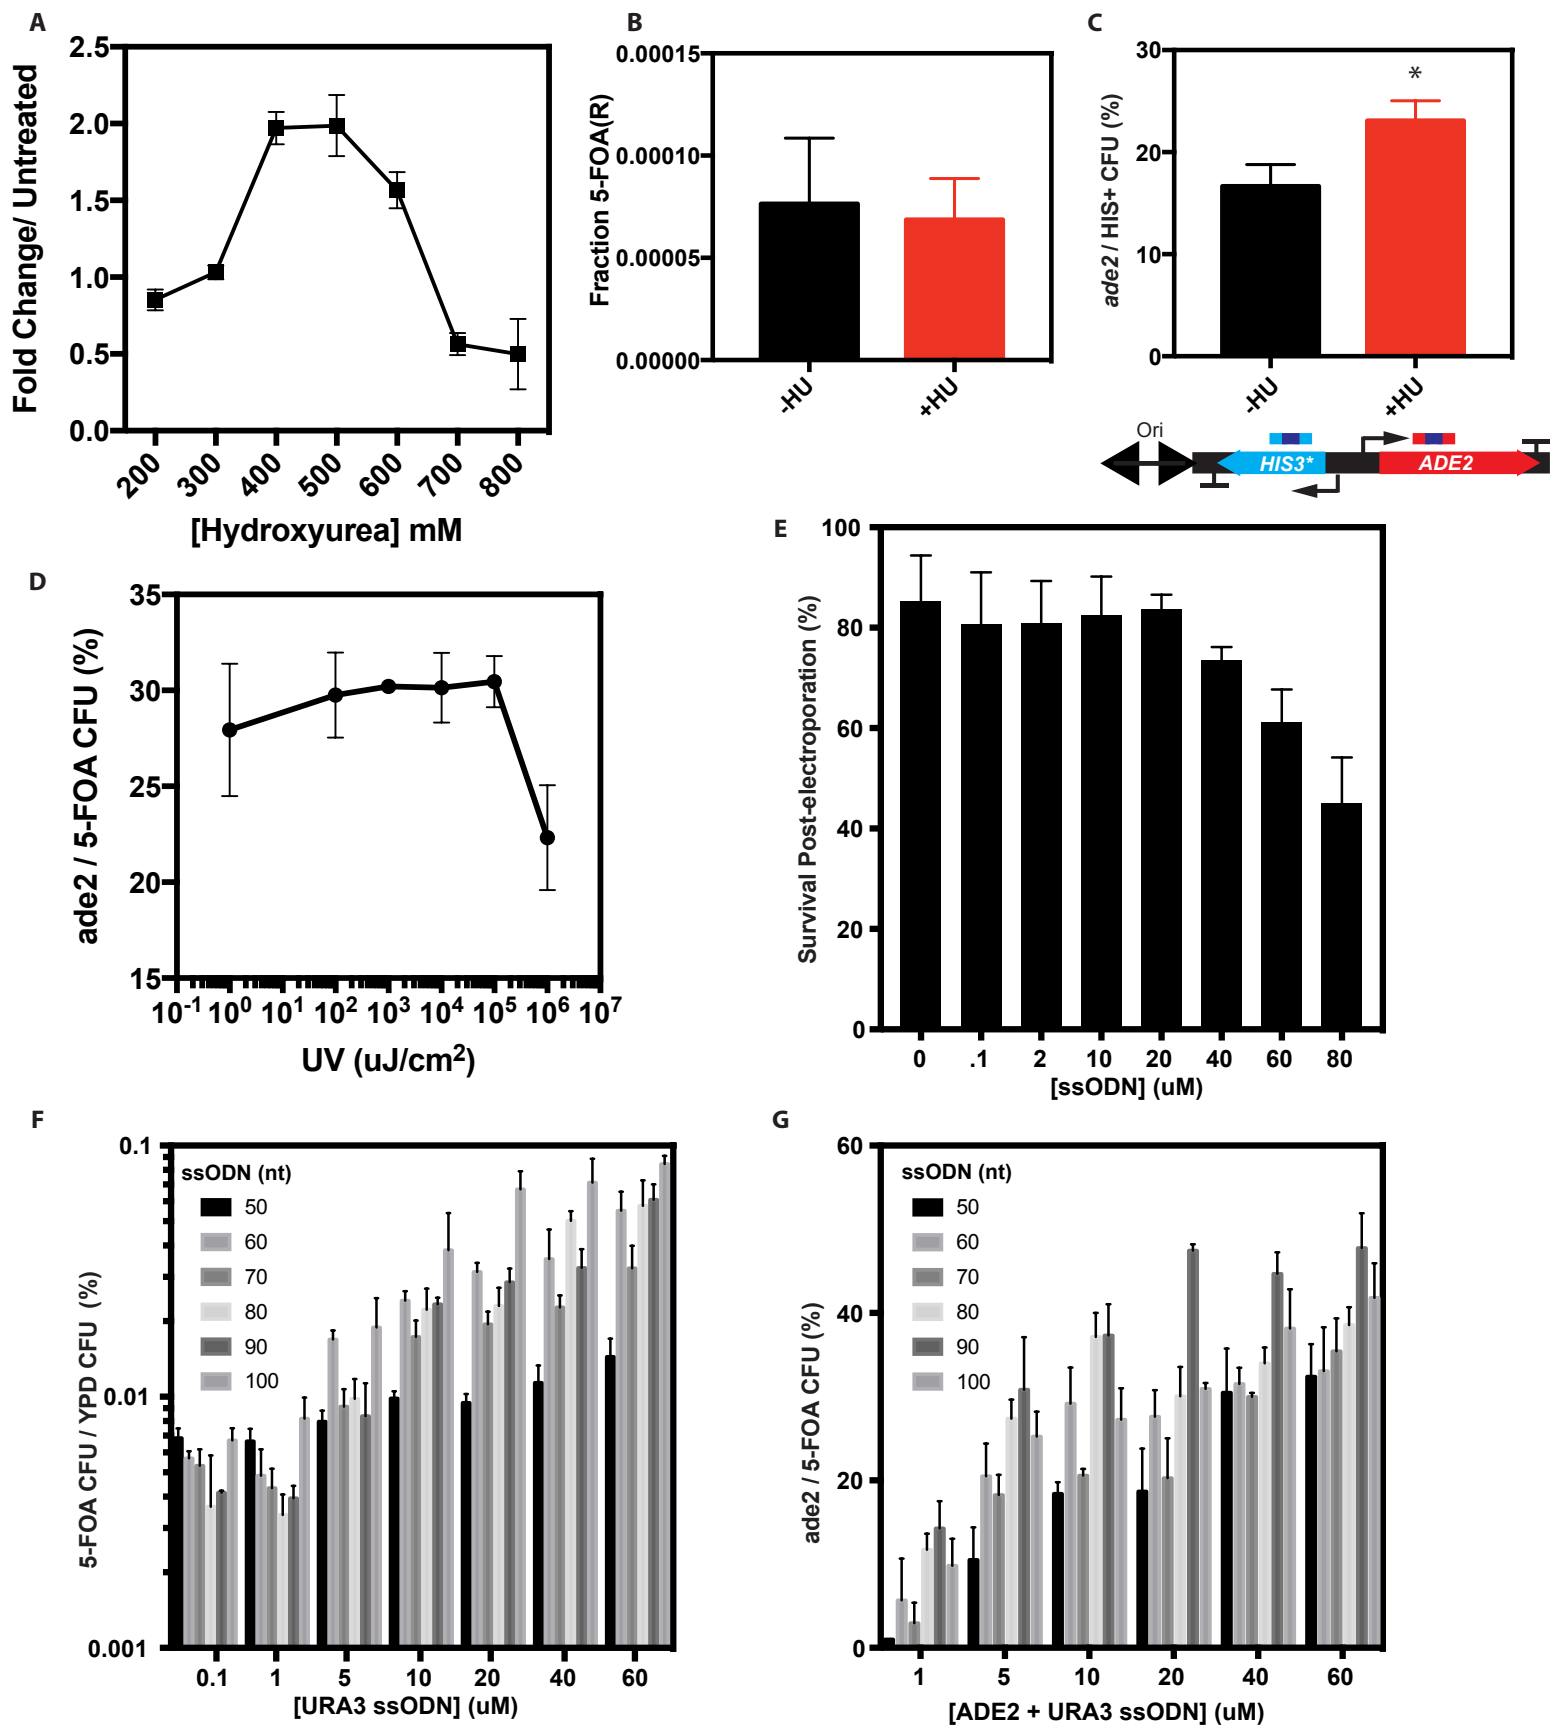 A
2.5
2.0
1.5
1.0
0.5
0.0
Fold Change/ Untreated
200 300 400 500 600 700 800
[Hydroxyurea] mM
B
0.00015
0.00010
0.00005
0.00000
Fraction 5-FOA(R)
-HU +HU
C
30
20
10
0
ade2 / HIS+ CFU (%)
*
-HU +HU
Ori
HIS3* ADE2
D
35
30
25
20
15
ade2 / 5-FOA CFU (%)
10-1 100 101 102 103 104 105 106 107
UV (uJ/cm2)
E
100
80
60
40
20
0
Survival Post-electroporation (%)
0 .1 2 10 20 40 60 80
[ssODN] (uM)
F
0.1
0.01
0.001
5-FOA CFU / YPD CFU (%)
ssODN (nt)
50
60
70
80
90
100
0.1 1 5 10 20 40 60
[URA3 ssODN] (uM)
G
60
40
20
0
ade2 / 5-FOA CFU (%)
ssODN (nt)
50
60
70
80
90
100
1 5 10 20 40 60
[ADE2 + URA3 ssODN] (uM)